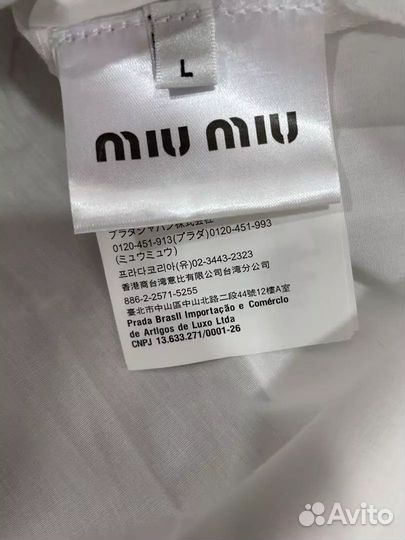 L
miu miu
プラダジャパン株式会社
0120-451-913(プラダ)0120-451-993
(ミュウミュウ)
프라다코리아(유)02-3443-2323
香港商台灣意比有限公司台灣分公司
886-2-2571-5255
臺北市中山區中山北路二段44號12樓A室
Prada Brasil Importação e Comércio
de Artigos de Luxo Ltda
CNPJ 13.633.271/0001-26
Avito